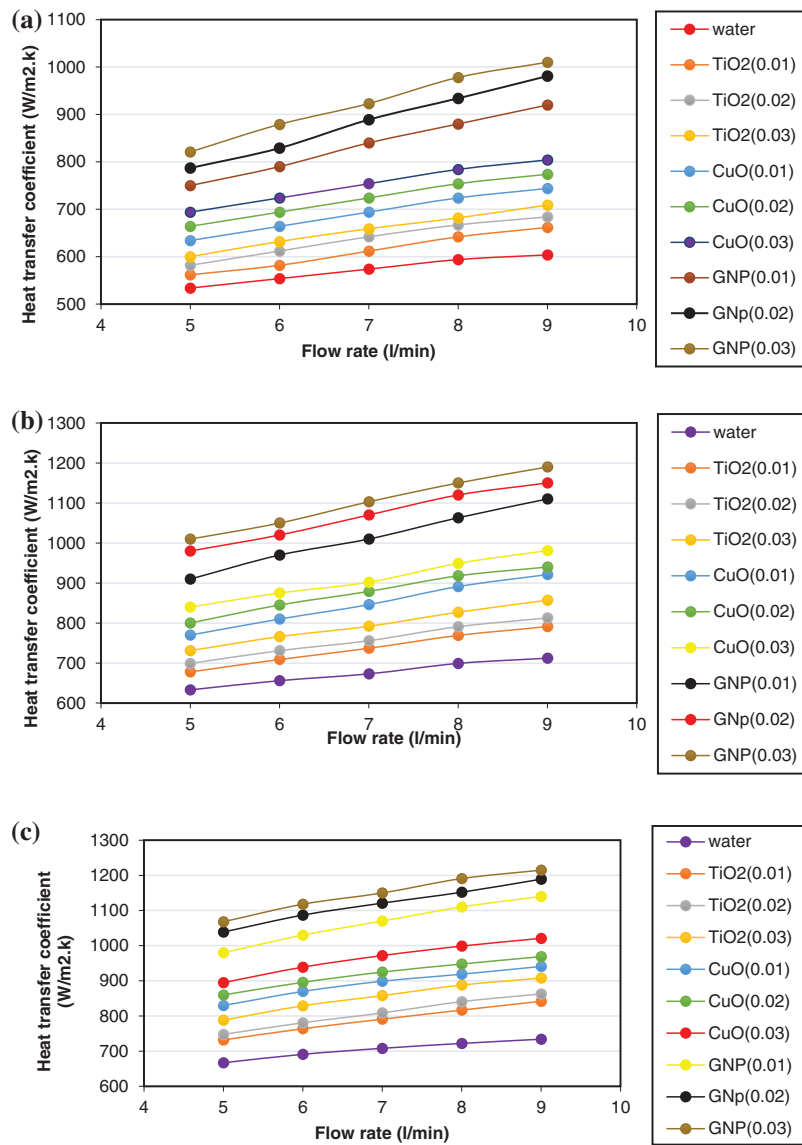 (a)
Heat transfer coefficient (W/m2.k)
1100
1000
900
800
700
600
500
4 5 6 7 8 9 10
Flow rate (l/min)
water
TiO2(0.01)
TiO2(0.02)
TiO2(0.03)
CuO(0.01)
CuO(0.02)
CuO(0.03)
GNP(0.01)
GNp(0.02)
GNP(0.03)
(b)
Heat transfer coefficient (W/m2.k)
1300
1200
1100
1000
900
800
700
600
4 5 6 7 8 9 10
Flow rate (l/min)
water
TiO2(0.01)
TiO2(0.02)
TiO2(0.03)
CuO(0.01)
CuO(0.02)
CuO(0.03)
GNP(0.01)
GNp(0.02)
GNP(0.03)
(c)
Heat transfer coefficient
(W/m2.k)
1300
1200
1100
1000
900
800
700
600
4 5 6 7 8 9 10
Flow rate (l/min)
water
TiO2(0.01)
TiO2(0.02)
TiO2(0.03)
CuO(0.01)
CuO(0.02)
CuO(0.03)
GNP(0.01)
GNp(0.02)
GNP(0.03)